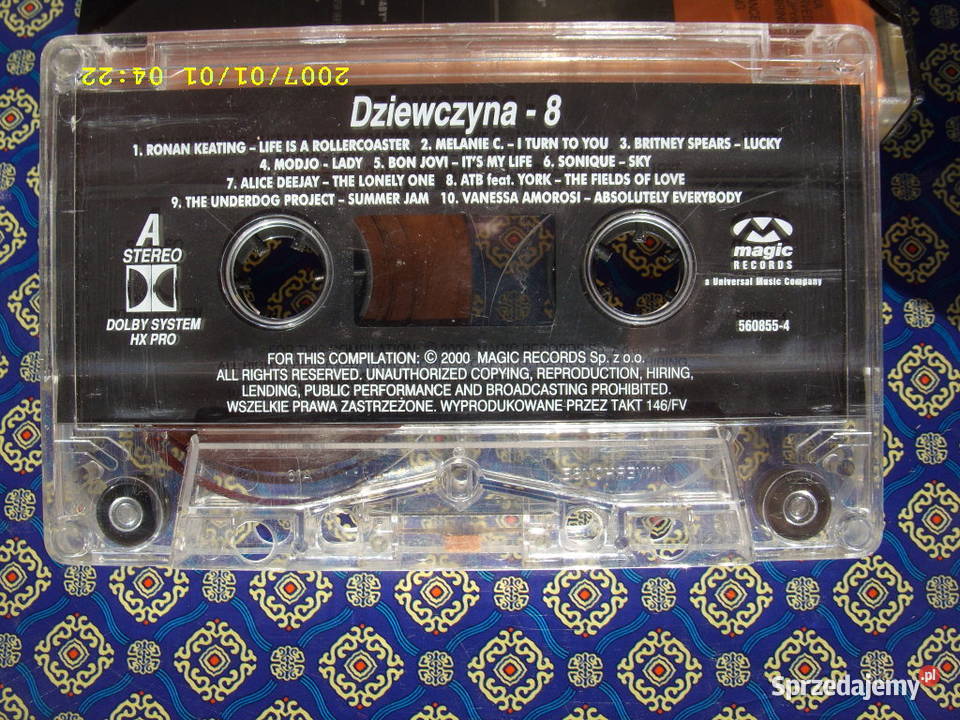 2007/01/01 04:22
Dziewczyna - 8
1. RONAN KEATING – LIFE IS A ROLLERCOASTER 2. MELANIE C. – I TURN TO YOU 3. BRITNEY SPEARS – LUCKY
4. MODJO - LADY 5. BON JOVI – IT'S MY LIFE 6. SONIQUE – SKY
7. ALICE DEEJAY – THE LONELY ONE 8. ATB feat. YORK – THE FIELDS OF LOVE
9. THE UNDERDOG PROJECT – SUMMER JAM 10. VANESSA AMOROSI – ABSOLUTELY EVERYBODY
A
STEREO
DOLBY SYSTEM
HX PRO
magic
RECORDS
a Universal Music Company
560855-4
FOR THIS COMPILATION: © 2000 MAGIC RECORDS Sp. z o.o.
ALL RIGHTS RESERVED. UNAUTHORIZED COPYING, REPRODUCTION, HIRING,
LENDING, PUBLIC PERFORMANCE AND BROADCASTING PROHIBITED.
WSZELKIE PRAWA ZASTRZEŻONE. WYPRODUKOWANE PRZEZ TAKT 146/FV
Sprzedajemy.pl